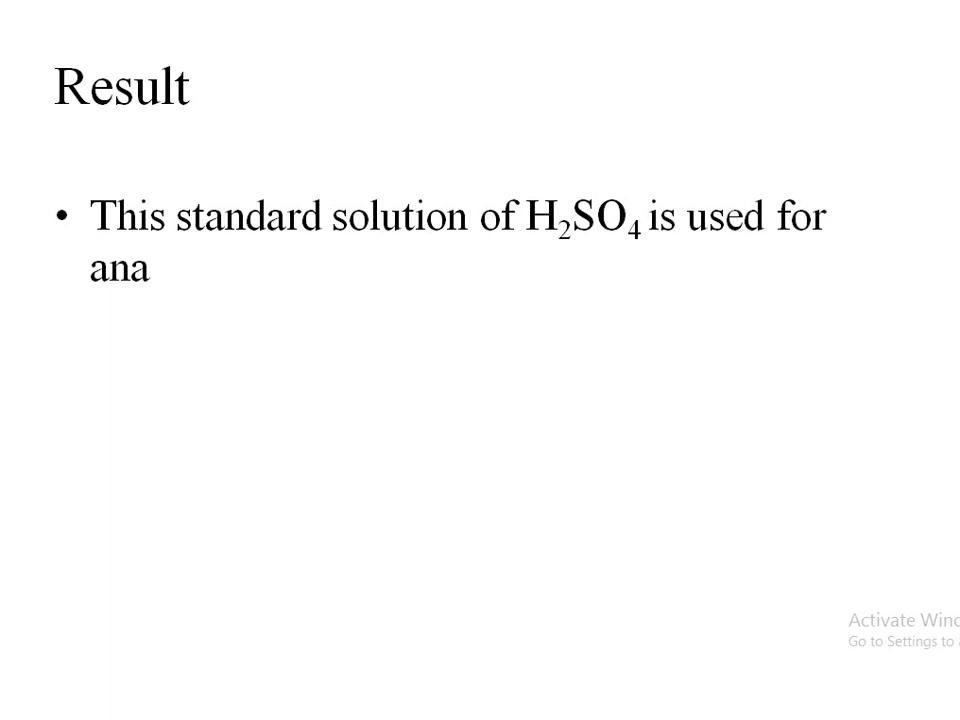 Result
• This standard solution of H₂SO₄ is used for
ana
Activate Wind
Go to Settings to a